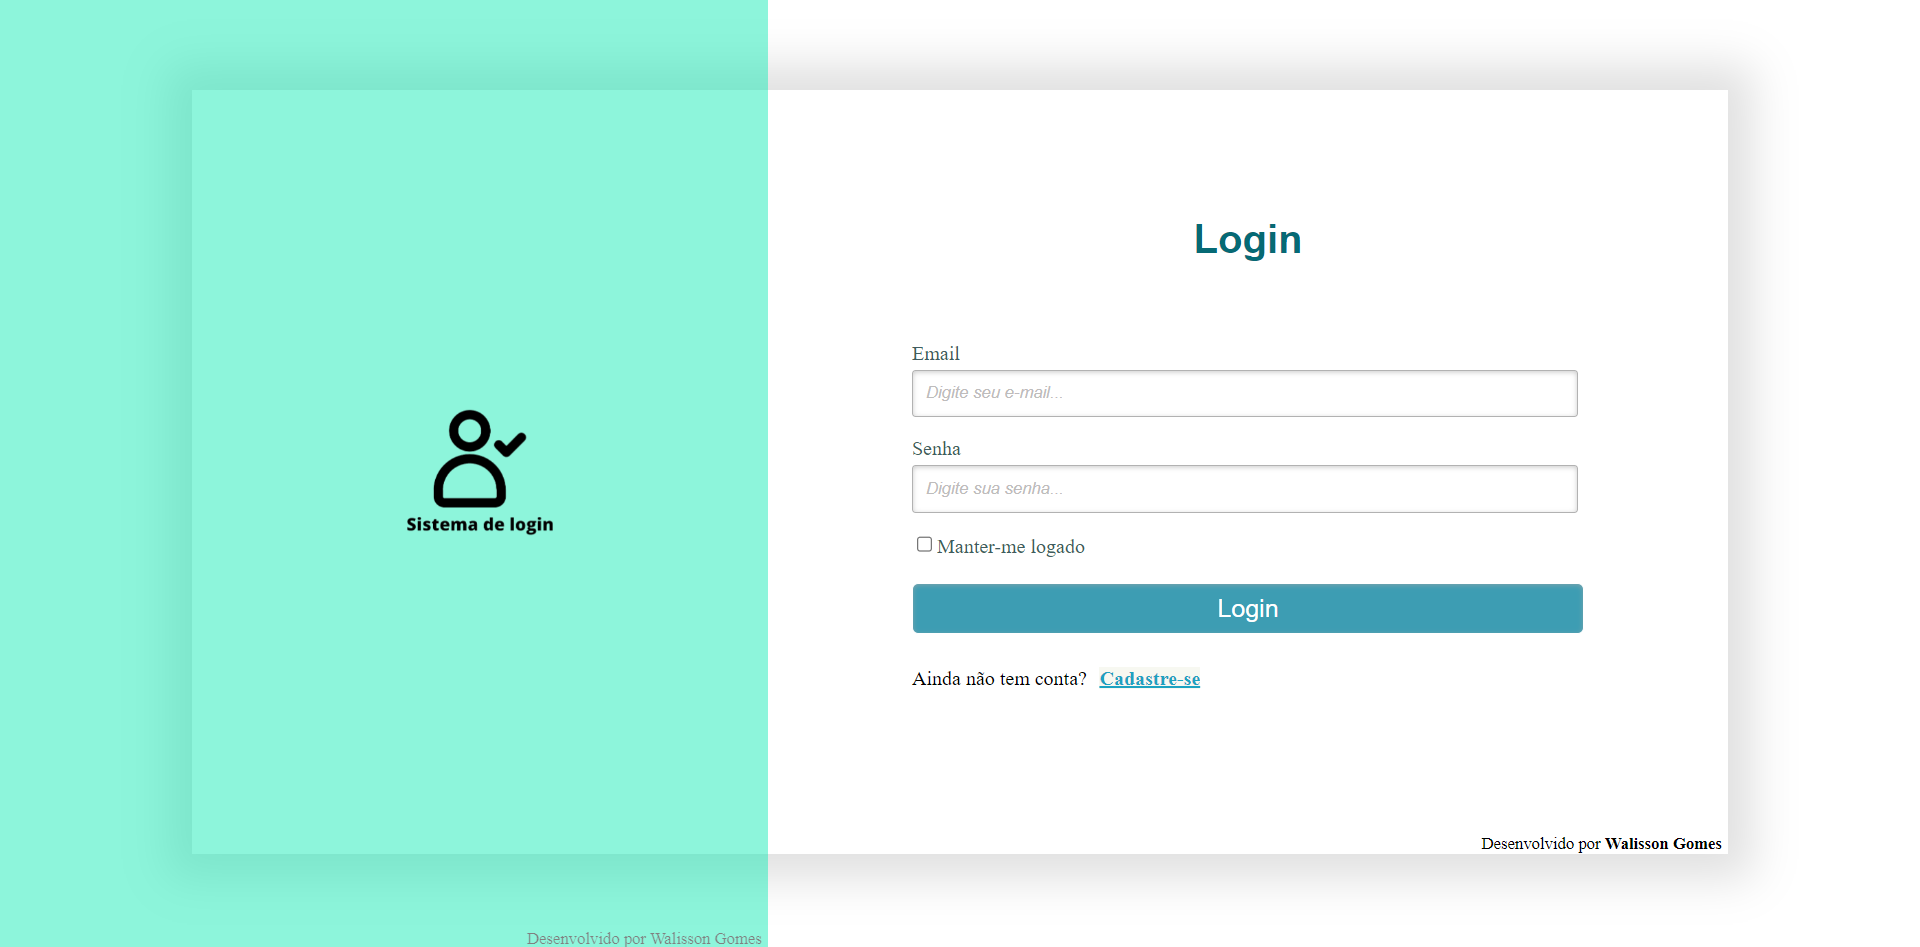 Sistema de login
Login
Email
Digite seu e-mail...
Senha
Digite sua senha...
Manter-me logado
Login
Ainda não tem conta? Cadastre-se
Desenvolvido por Walisson Gomes
Desenvolvido por Walisson Gomes